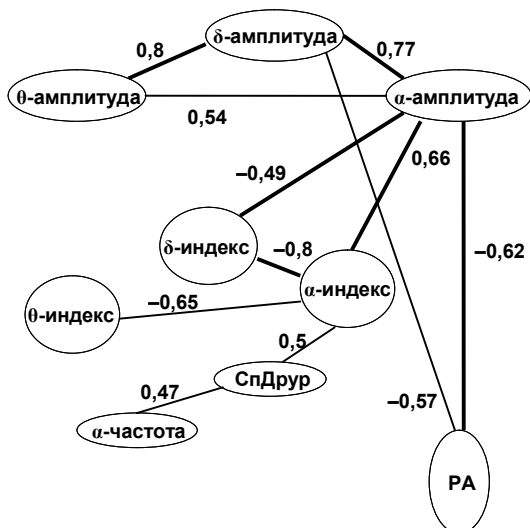 δ-амплитуда
0,8
0,77
θ-амплитуда
α-амплитуда
0,54
0,66
–0,49
δ-индекс
–0,8
–0,62
α-индекс
–0,65
θ-индекс
0,5
СпДрур
0,47
–0,57
α-частота
РА